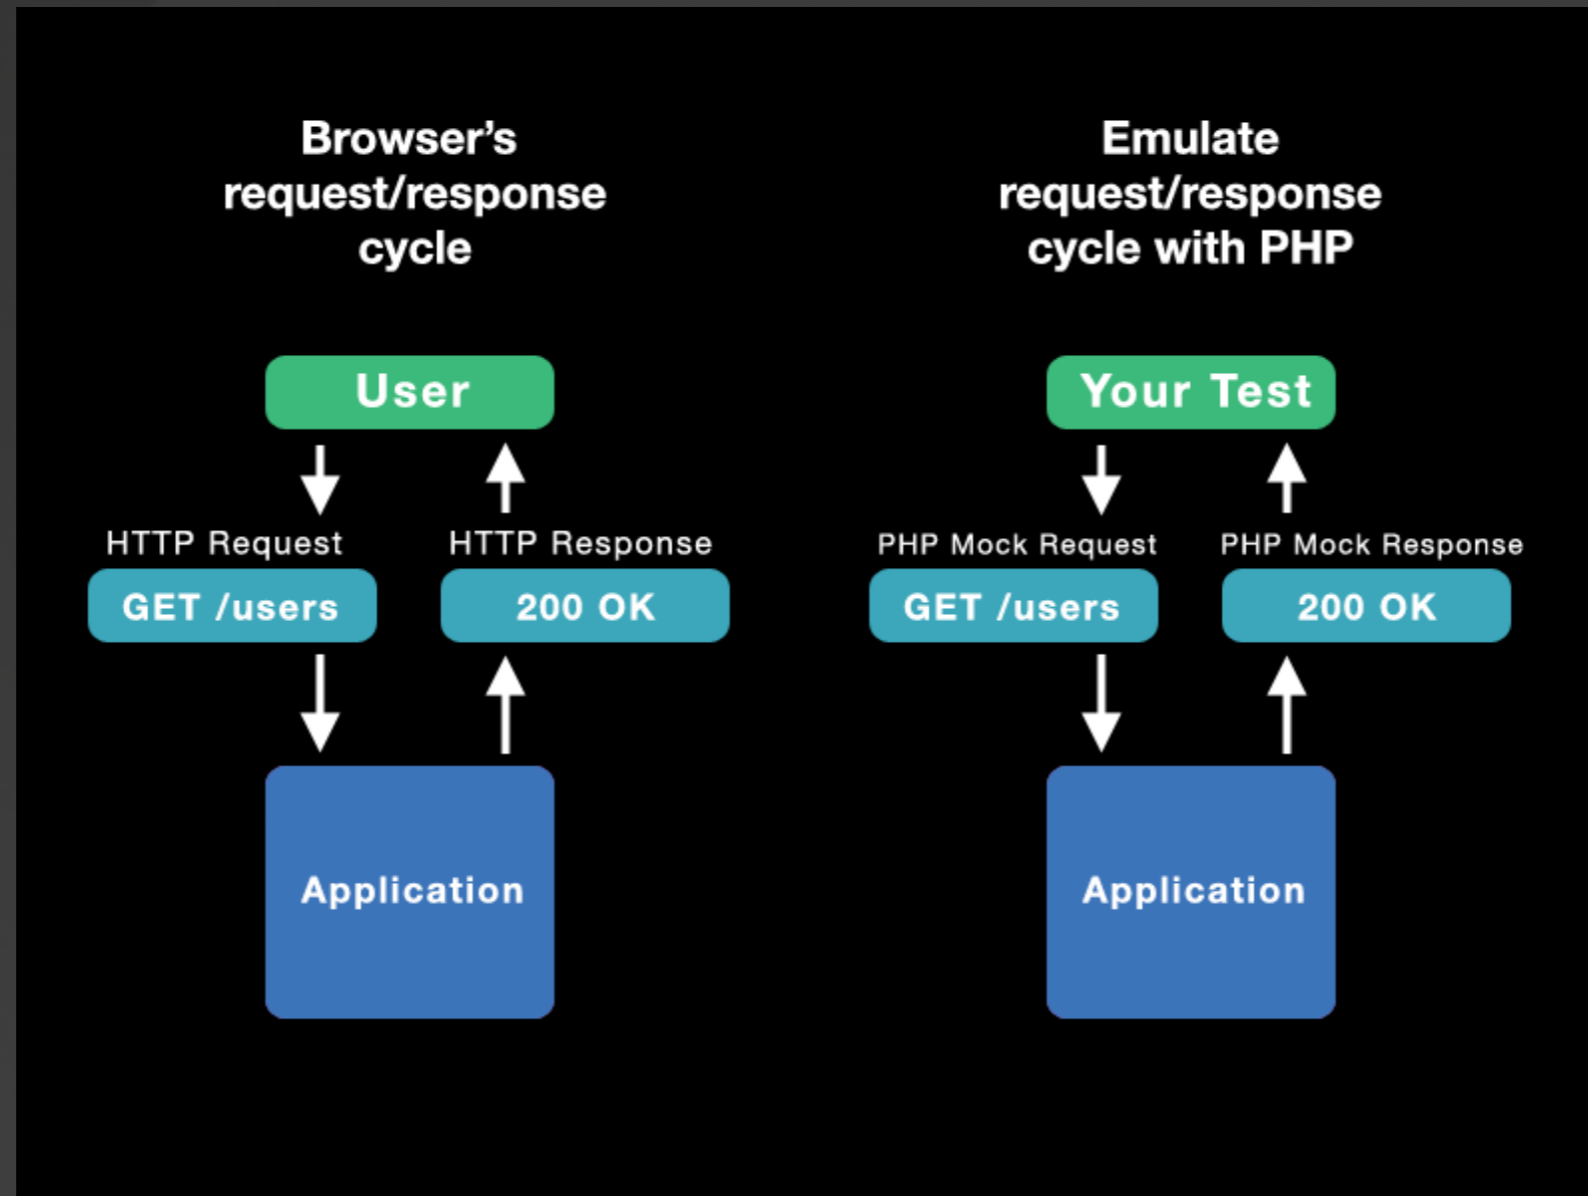 Browser’s
request/response
cycle
User
HTTP Request
HTTP Response
GET /users
200 OK
Application
Emulate
request/response
cycle with PHP
Your Test
PHP Mock Request
PHP Mock Response
GET /users
200 OK
Application